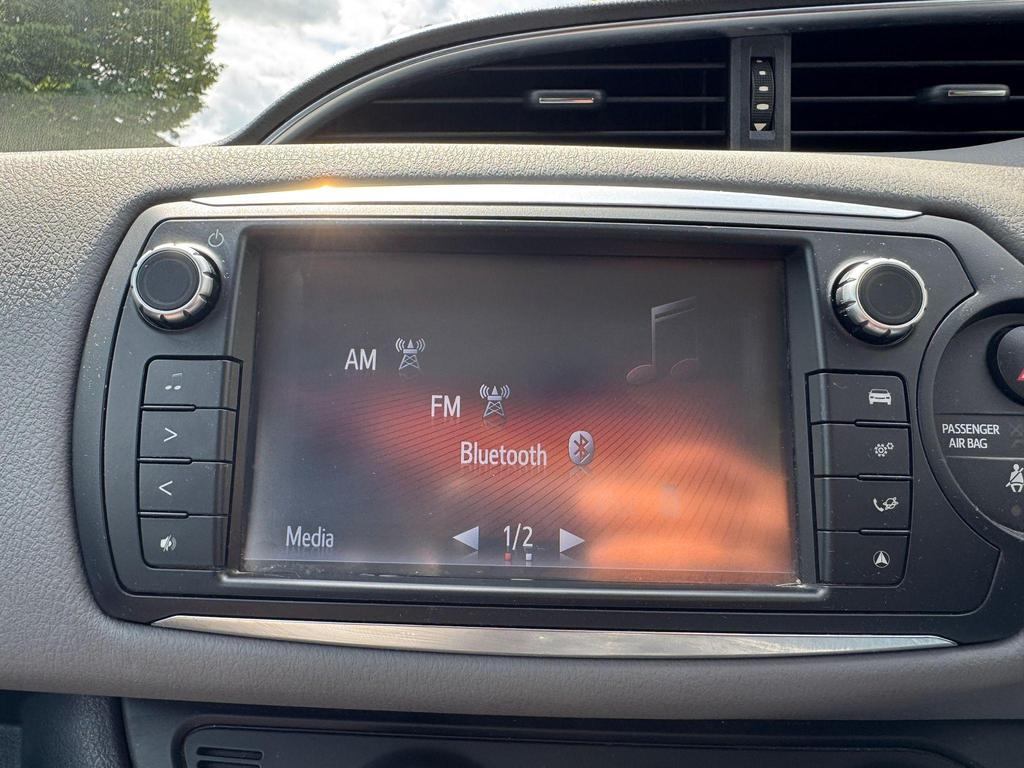 AM
FM
Bluetooth
Media
1/2
PASSENGER
AIR BAG